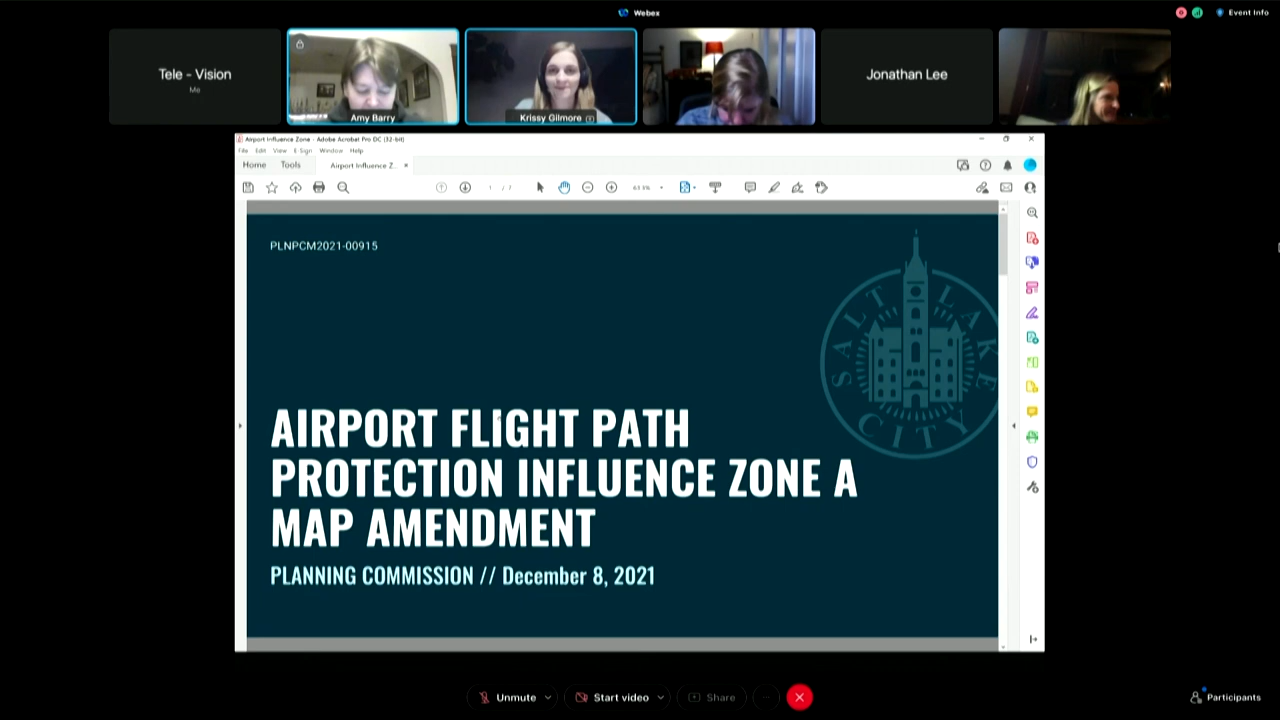 Webex
Event Info
Tele - Vision
Me
Amy Barry
Krissy Gilmore
Jonathan Lee
Airport Influence Zone - Adobe Acrobat Pro DC (32-bit)
File Edit View E-Sign Window Help
Home Tools Airport Influence Z...
1 / 7
PLNPCM2021-00915
SALT LAKE CITY
AIRPORT FLIGHT PATH
PROTECTION INFLUENCE ZONE A
MAP AMENDMENT
PLANNING COMMISSION // December 8, 2021
Unmute
Start video
Share
Participants